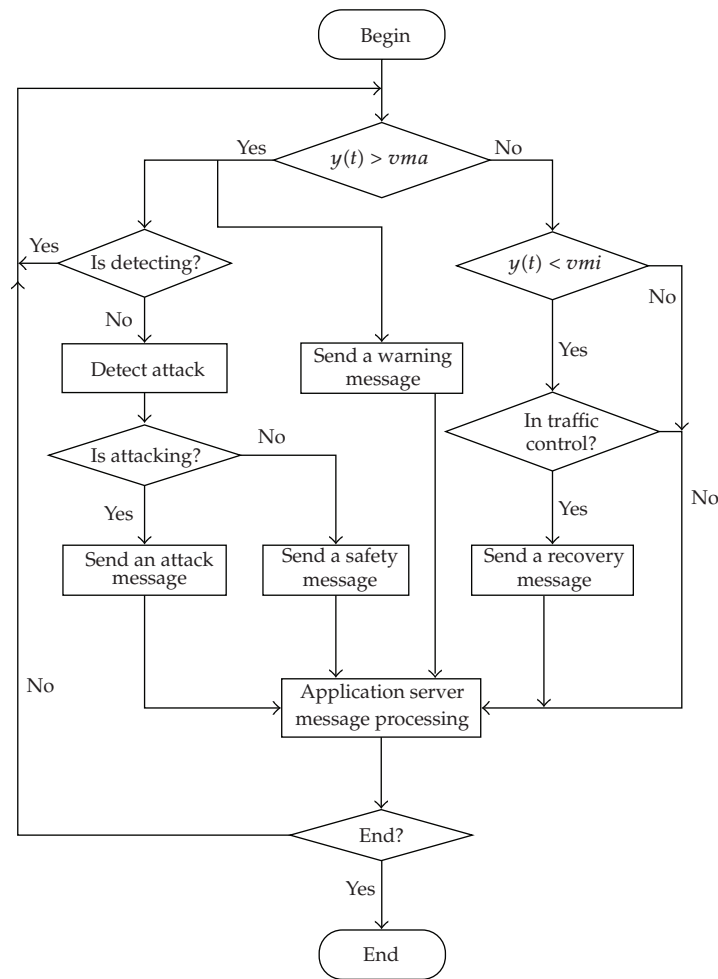 Begin
y(t) > vma
Yes
No
Yes
Is detecting?
y(t) < vmi
No
No
Detect attack
Send a warning
message
Yes
In traffic
control?
Is attacking?
No
No
Yes
Yes
Send an attack
message
Send a safety
message
Send a recovery
message
No
Application server
message processing
End?
Yes
End